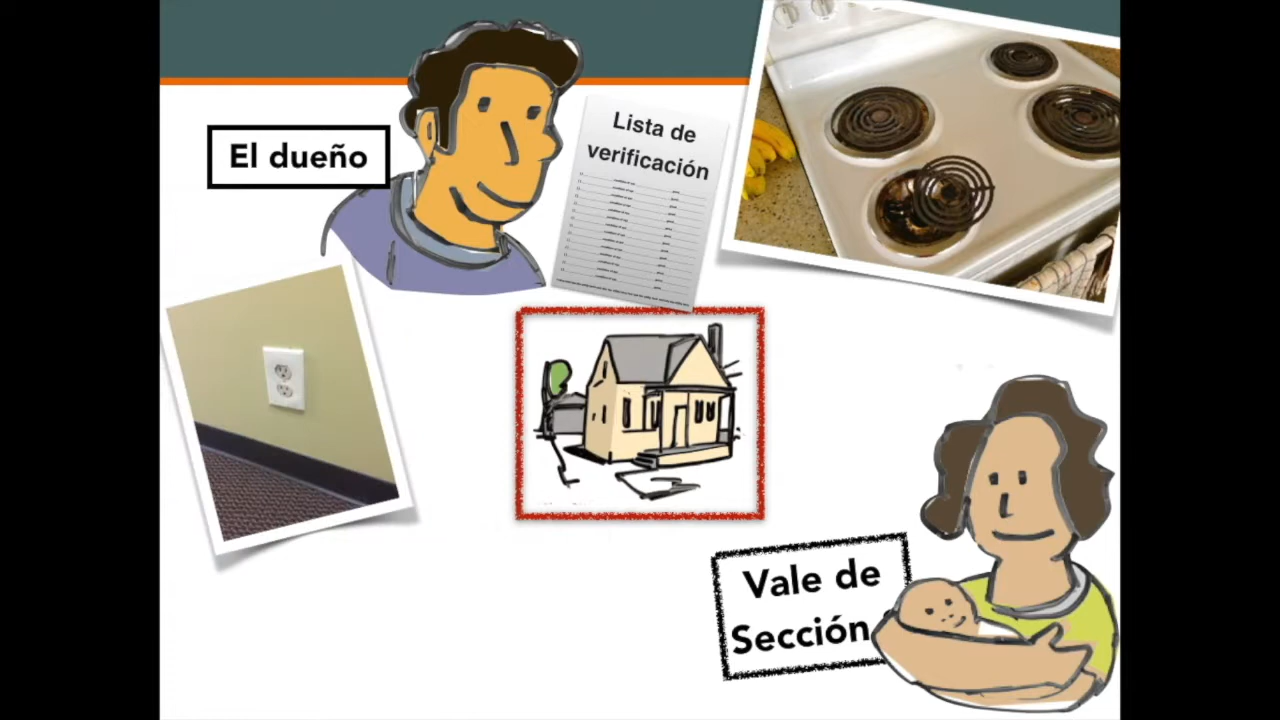 El dueño
Lista de
verificación
Vale de
Sección